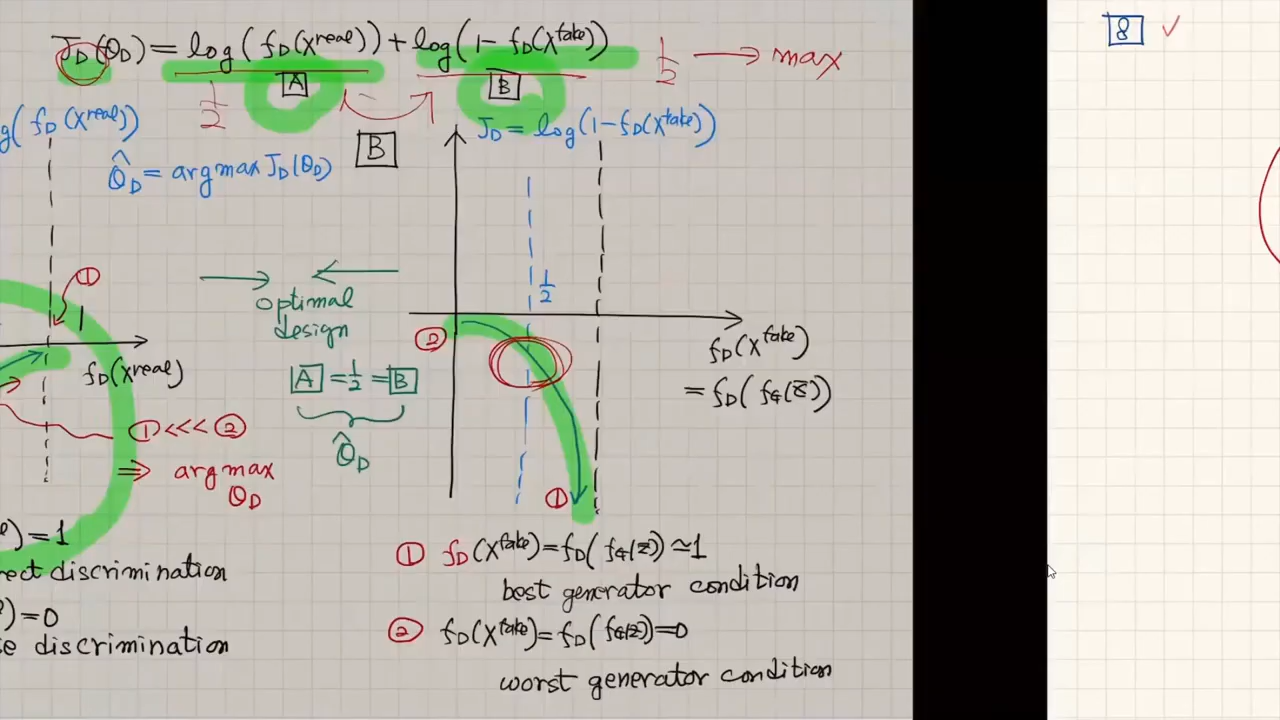 J_D(θ_D) = log(f_D(x^real)) + log(1 - f_D(x^fake)) 1/2 → max
1/2 A B
g(f_D(x^real))
θ̂_D = argmax J_D(θ_D)
B
J_D = log(1 - f_D(x^fake))
①
1
f_D(x^real)
①<<<②
⇒ argmax
θ_D
) = 1
rect discrimination
) = 0
se discrimination
optimal
design
A = 1/2 = B
θ̂_D
1/2
②
f_D(x^fake)
= f_D(f_G(z))
①
① f_D(x^fake) = f_D(f_G(z)) ≃ 1
best generator condition
② f_D(x^fake) = f_D(f_G(z)) = 0
worst generator condition
8 ✓